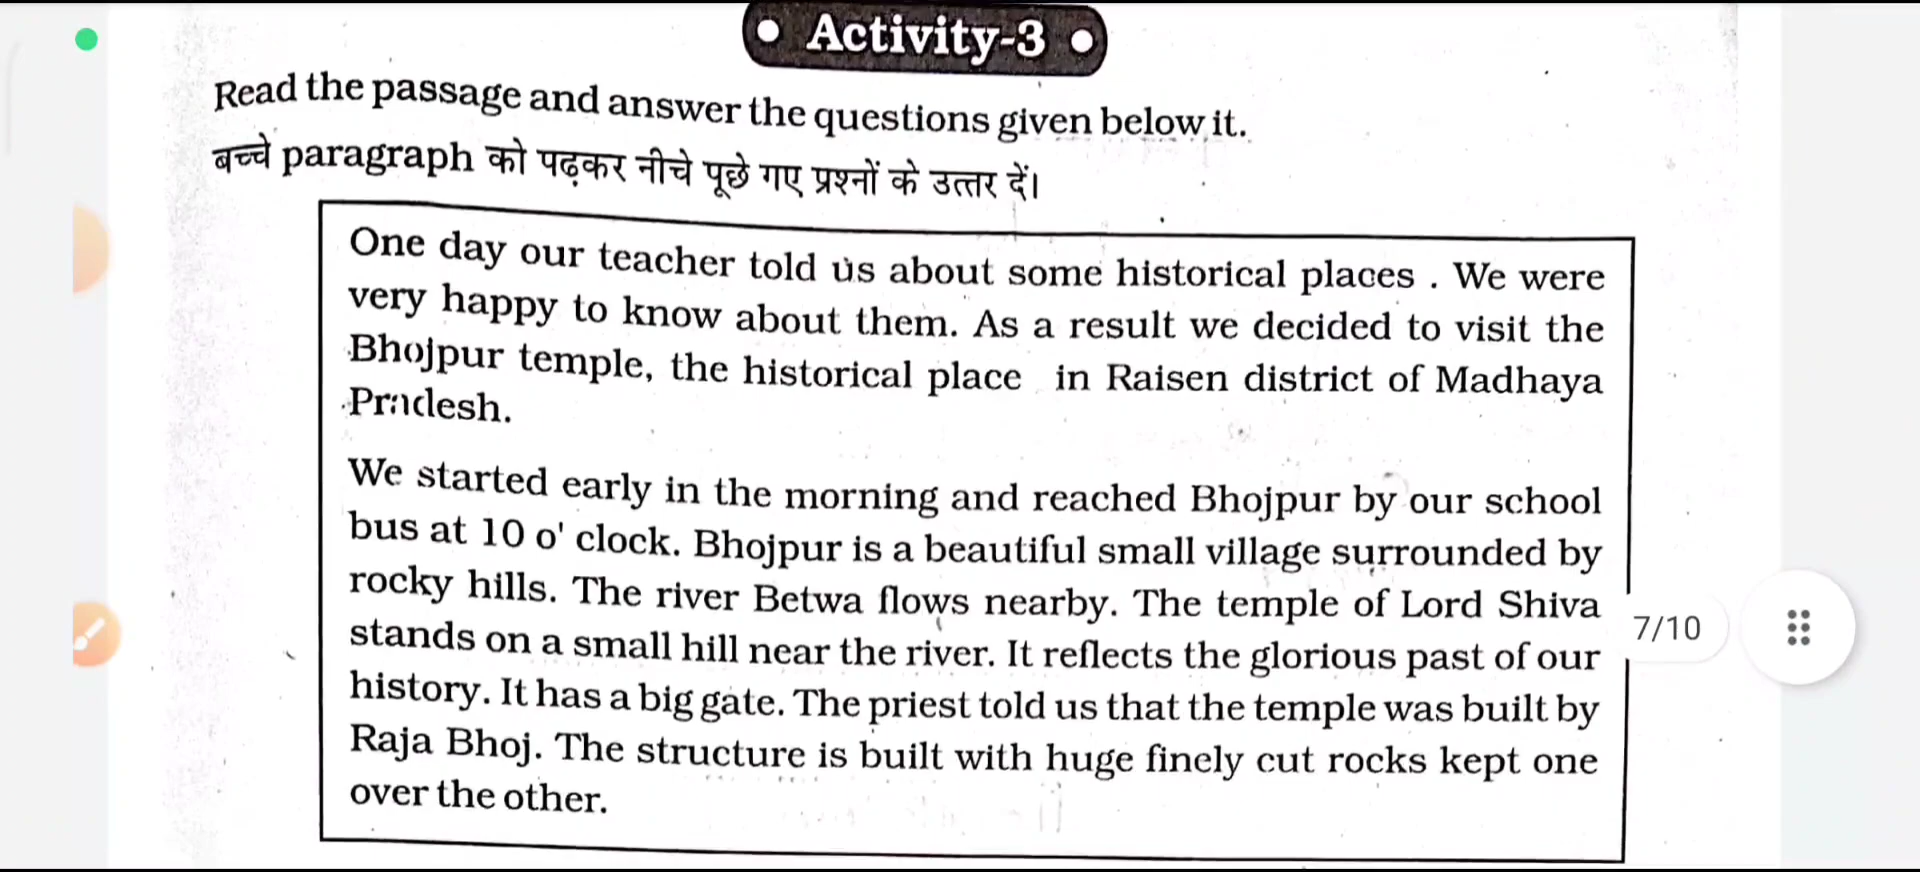 • Activity-3 •
Read the passage and answer the questions given below it.
बच्चे paragraph को पढ़कर नीचे पूछे गए प्रश्नों के उत्तर दें।
One day our teacher told us about some historical places . We were
very happy to know about them. As a result we decided to visit the
Bhojpur temple, the historical place in Raisen district of Madhaya
Pradesh.
We started early in the morning and reached Bhojpur by our school
bus at 10 o' clock. Bhojpur is a beautiful small village surrounded by
rocky hills. The river Betwa flows nearby. The temple of Lord Shiva
stands on a small hill near the river. It reflects the glorious past of our
history. It has a big gate. The priest told us that the temple was built by
Raja Bhoj. The structure is built with huge finely cut rocks kept one
over the other.
7/10